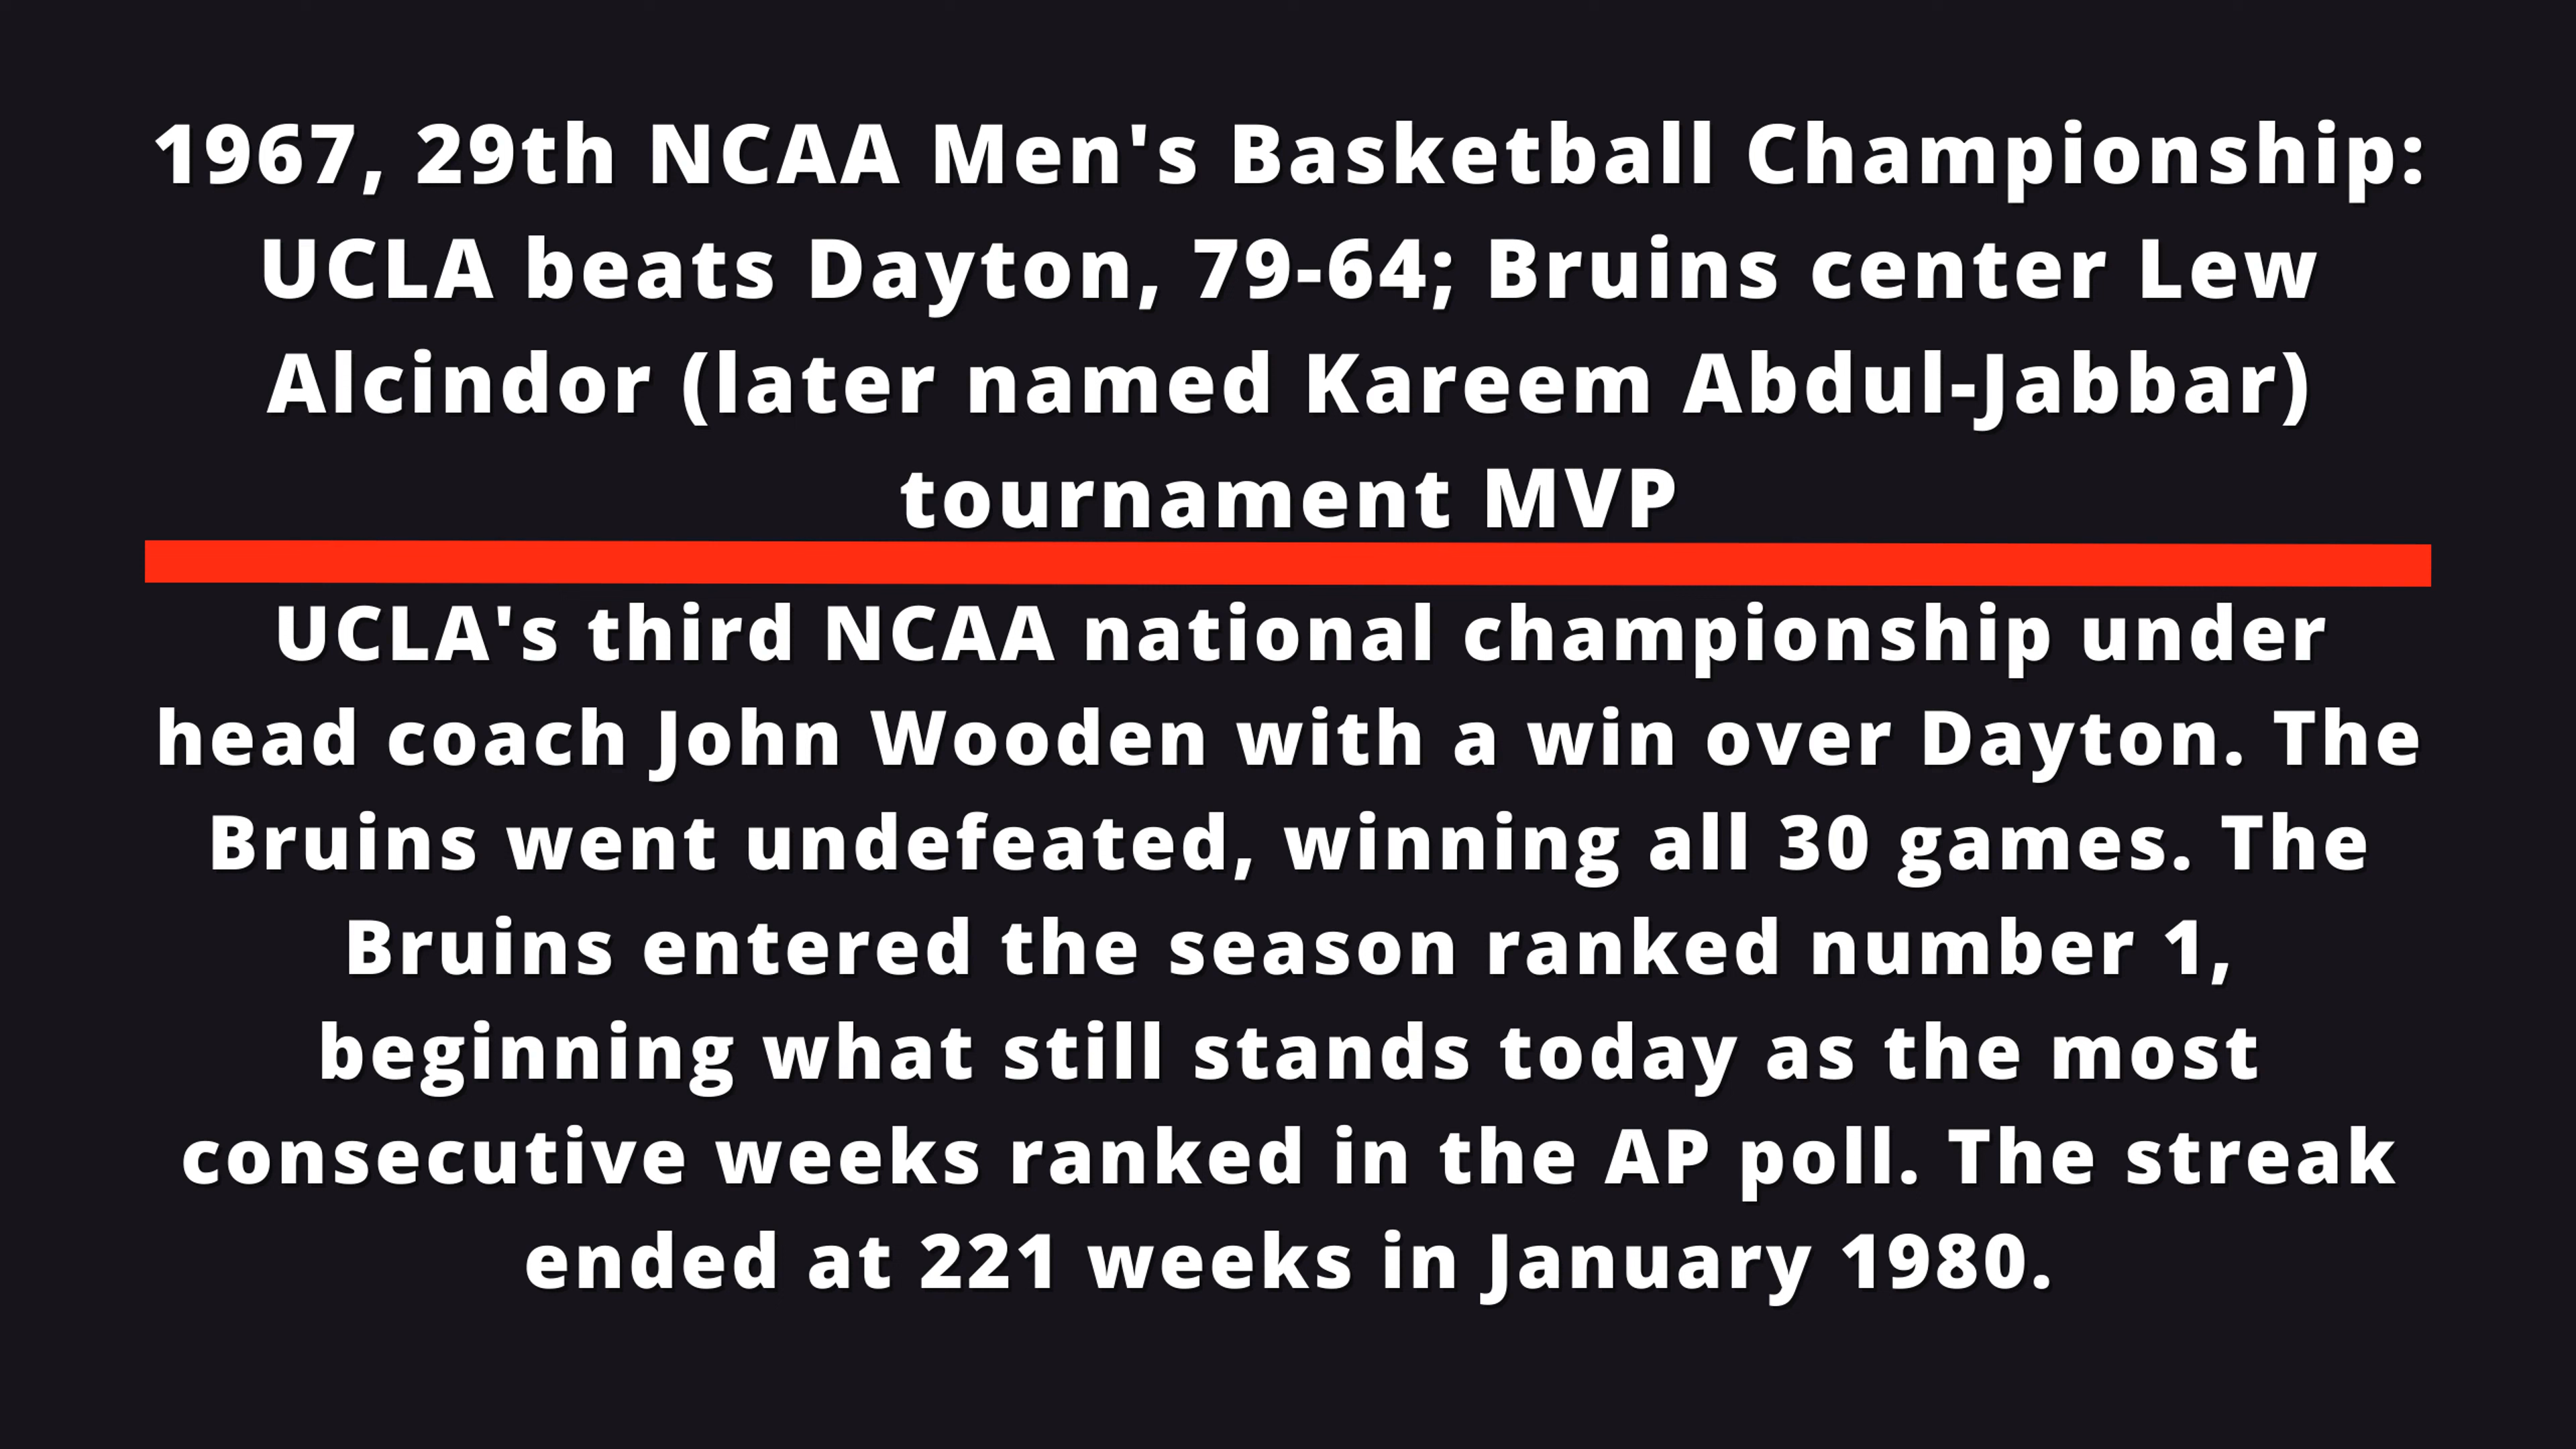 1967, 29th NCAA Men's Basketball Championship:
UCLA beats Dayton, 79-64; Bruins center Lew
Alcindor (later named Kareem Abdul-Jabbar)
tournament MVP
UCLA's third NCAA national championship under
head coach John Wooden with a win over Dayton. The
Bruins went undefeated, winning all 30 games. The
Bruins entered the season ranked number 1,
beginning what still stands today as the most
consecutive weeks ranked in the AP poll. The streak
ended at 221 weeks in January 1980.